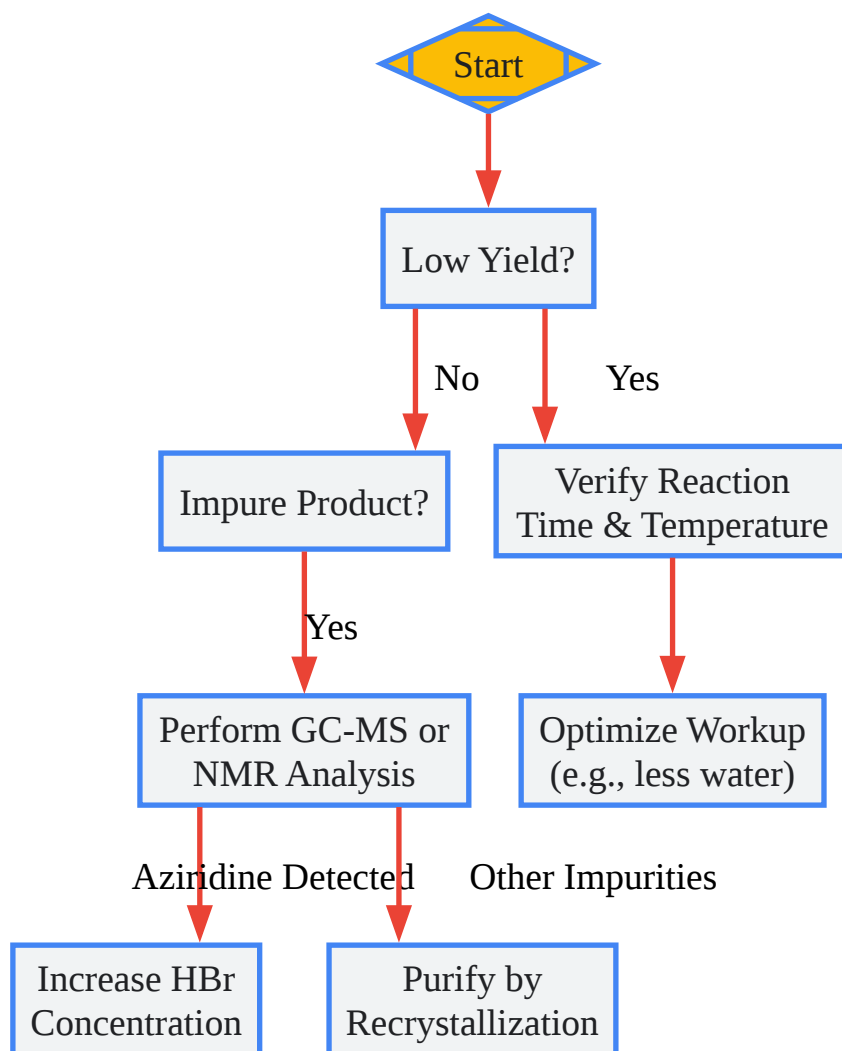 Start
Low Yield?
No
Yes
Impure Product?
Verify Reaction
Time & Temperature
Yes
Perform GC-MS or
NMR Analysis
Optimize Workup
(e.g., less water)
Aziridine Detected
Other Impurities
Increase HBr
Concentration
Purify by
Recrystallization